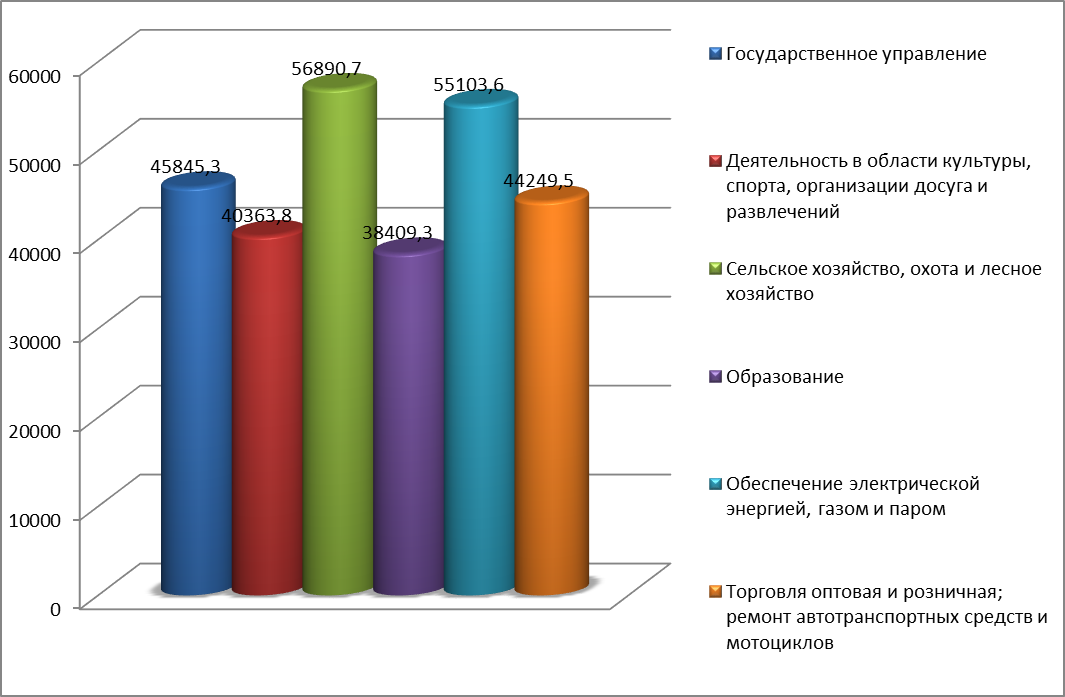 60000
50000
40000
30000
20000
10000
0
45845,3
40363,8
56890,7
38409,3
55103,6
44249,5
Государственное управление
Деятельность в области культуры,
спорта, организации досуга и
развлечений
Сельское хозяйство, охота и лесное
хозяйство
Образование
Обеспечение электрической
энергией, газом и паром
Торговля оптовая и розничная;
ремонт автотранспортных средств и
мотоциклов